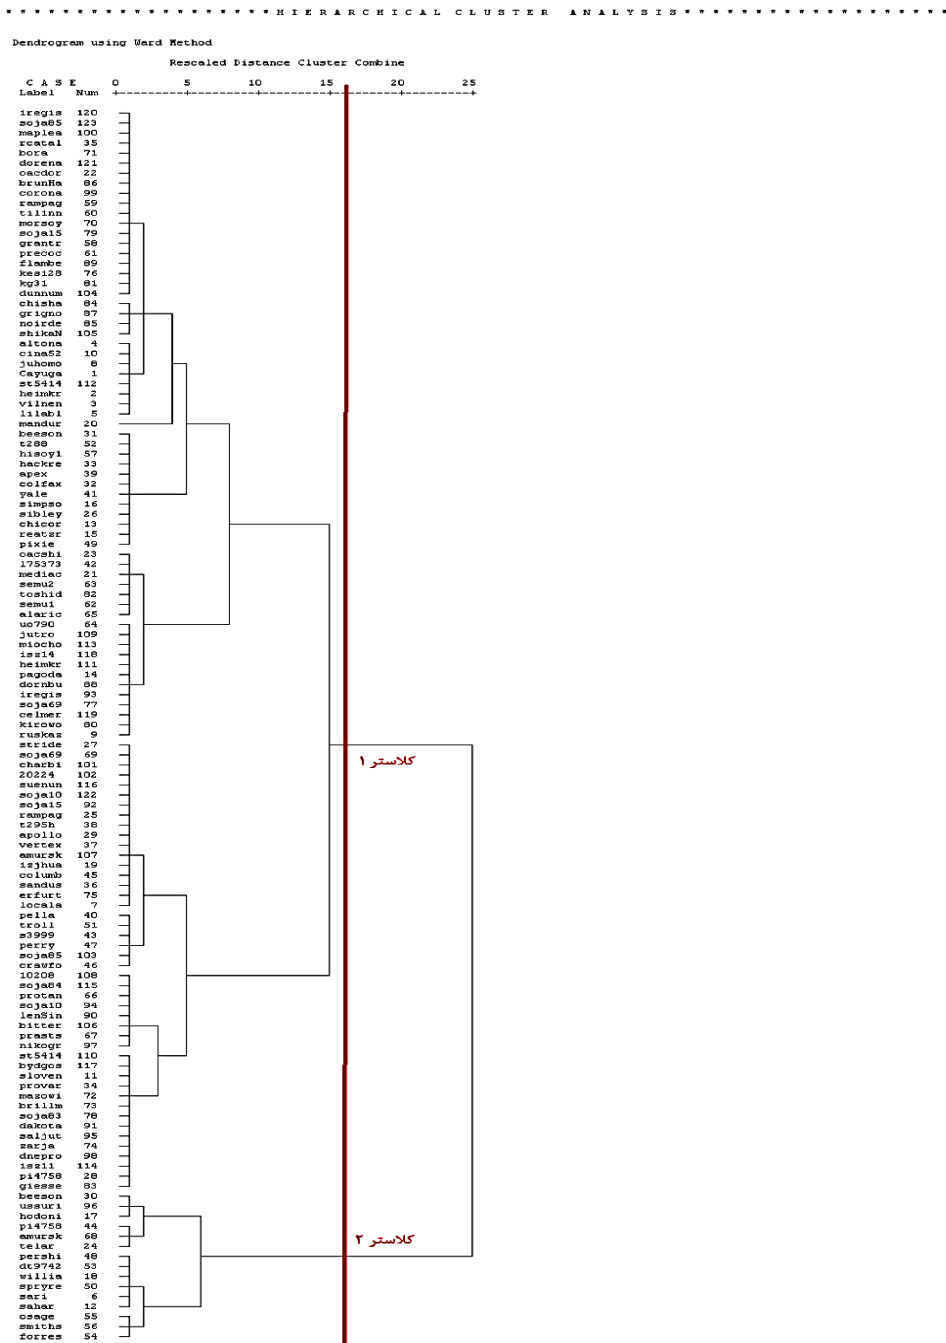 * * * * * * * * * * * * * * * * * * * H I E R A R C H I C A L C L U S T E R A N A L Y S I S * * * * * * * * * * * * * * * * * * *
Dendrogram using Ward Method
Rescaled Distance Cluster Combine
C A S E 0 5 10 15 20 25
Label Num +---------+---------+---------+---------+---------+
iregis 120
soja85 123
maplea 100
rcatal 35
bora 71
dorena 121
oacdor 22
brunHa 86
corona 99
rampag 59
tilinn 60
morsoy 70
soja15 79
grantr 58
precoc 61
flambe 89
kesi28 76
kg31 81
dunnum 104
chisha 84
grigno 87
noirde 85
shikaN 105
altona 4
cina52 10
juhomo 8
Cayuga 1
st5414 112
heimkr 2
vilnen 3
lilabl 5
mandur 20
beeson 31
t288 52
hisoy1 57
hackre 33
apex 39
colfax 32
yale 41
simpso 16
sibley 26
chicor 13
reatzr 15
pixie 49
oacshi 23
175373 42
mediac 21
semu2 63
toshid 82
semu1 62
alaric 65
uc790 64
jutro 109
miocho 113
isz14 118
heimkr 111
pagoda 14
dornbu 88
iregis 93
soja69 77
celmer 119
kirowo 80
ruskaz 9
stride 27
soja69 69
charbi 101
20224 102
suenun 116
soja10 122
soja15 92
rampag 25
t295h 38
apollo 29
vertex 37
amursk 107
izjhua 19
columb 45
sandus 36
erfurt 75
locala 7
pella 40
troll 51
s3999 43
perry 47
soja85 103
crawfo 46
10208 108
soja84 115
protan 66
soja10 94
lenSin 90
bitter 106
prasts 67
nikogr 97
st5414 110
bydgos 117
sloven 11
provar 34
mazowi 72
brillm 73
soja83 78
dakota 91
saljut 95
zarja 74
dnepro 98
isz11 114
pi4758 28
giesse 83
beeson 30
ussuri 96
hodoni 17
pi4758 44
amursk 68
telar 24
pershi 48
dt9742 53
willia 18
spryre 50
sari 6
sahar 12
osage 55
smiths 56
forres 54
کلاستر ۱
کلاستر ۲